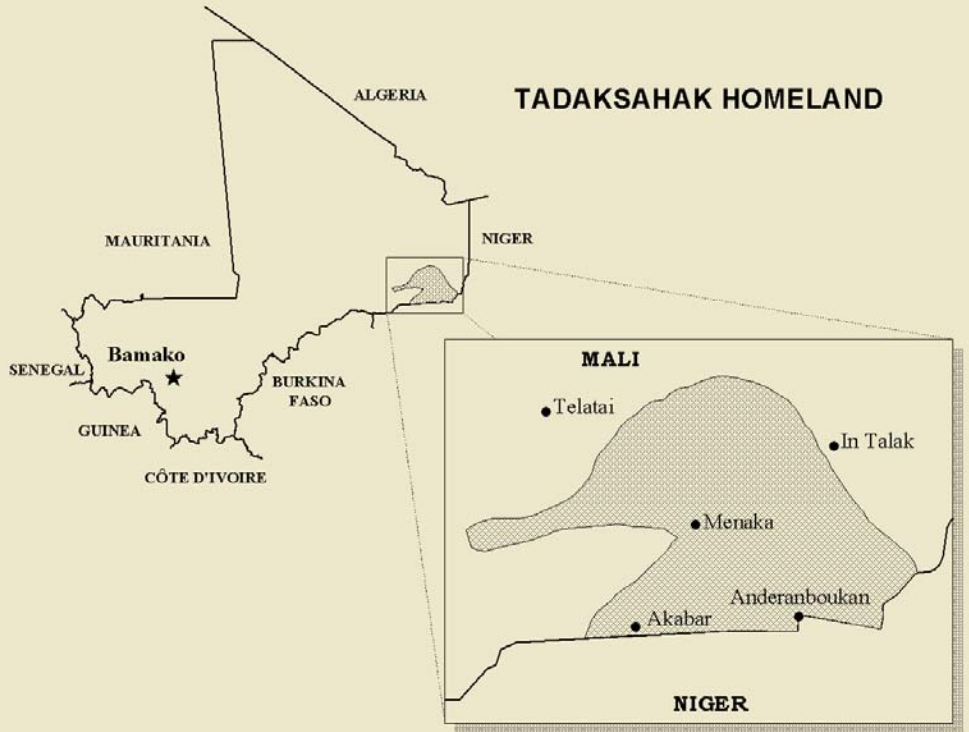 ALGERIA
TADAKSAHAK HOMELAND
MAURITANIA
NIGER
Bamako
SENEGAL
BURKINA
FASO
GUINEA
CÔTE D'IVOIRE
MALI
Telatai
In Talak
Menaka
Anderanboukan
Akabar
NIGER